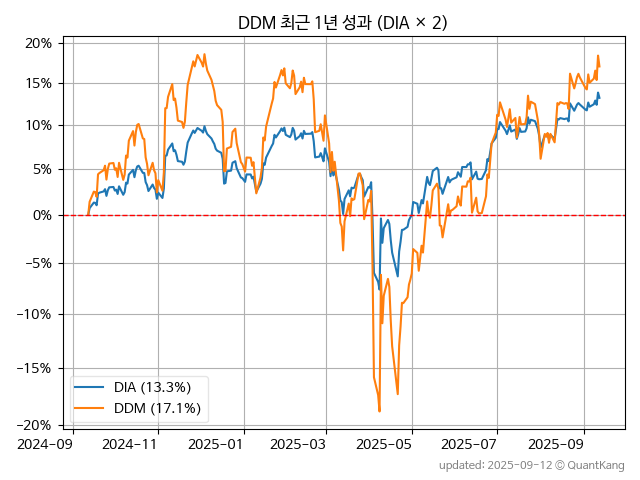 DDM 최근 1년 성과 (DIA × 2)
20%
15%
10%
5%
0%
−5%
−10%
−15%
−20%
DIA (13.3%)
DDM (17.1%)
2024-09 2024-11 2025-01 2025-03 2025-05 2025-07 2025-09
updated: 2025-09-12 © QuantKang